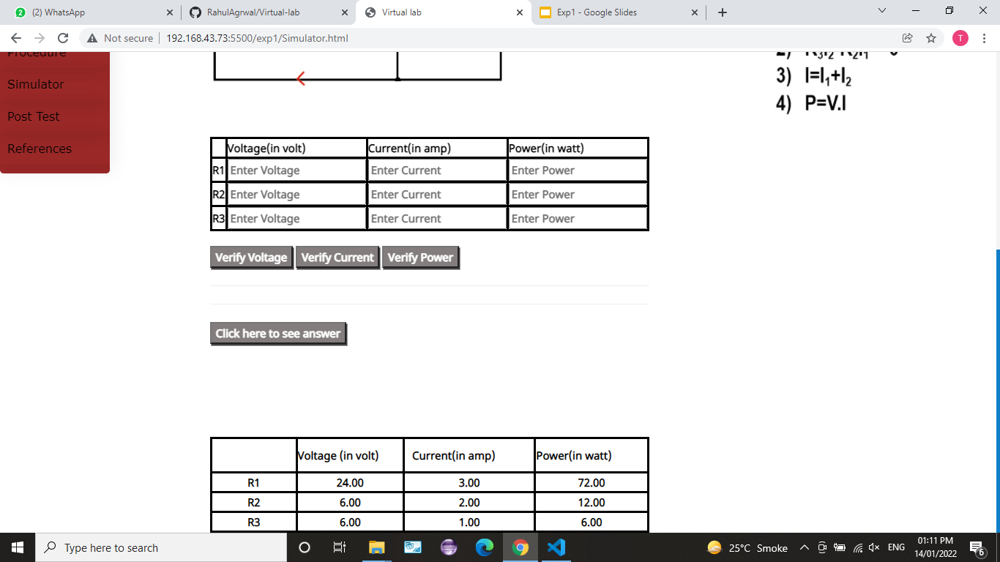 (2) WhatsApp
RahulAgrwal/Virtual-lab
Virtual lab
Exp1 - Google Slides
Not secure
192.168.43.73:5500/exp1/Simulator.html
T
Procedure
Simulator
Post Test
References
3) I=I₁+I₂
4) P=V.I
Voltage(in volt) Current(in amp) Power(in watt)
R1 Enter Voltage Enter Current Enter Power
R2 Enter Voltage Enter Current Enter Power
R3 Enter Voltage Enter Current Enter Power
Verify Voltage Verify Current Verify Power
Click here to see answer
Voltage (in volt) Current(in amp) Power(in watt)
R1 24.00 3.00 72.00
R2 6.00 2.00 12.00
R3 6.00 1.00 6.00
Type here to search
25°C Smoke
ENG
01:11 PM
14/01/2022
6